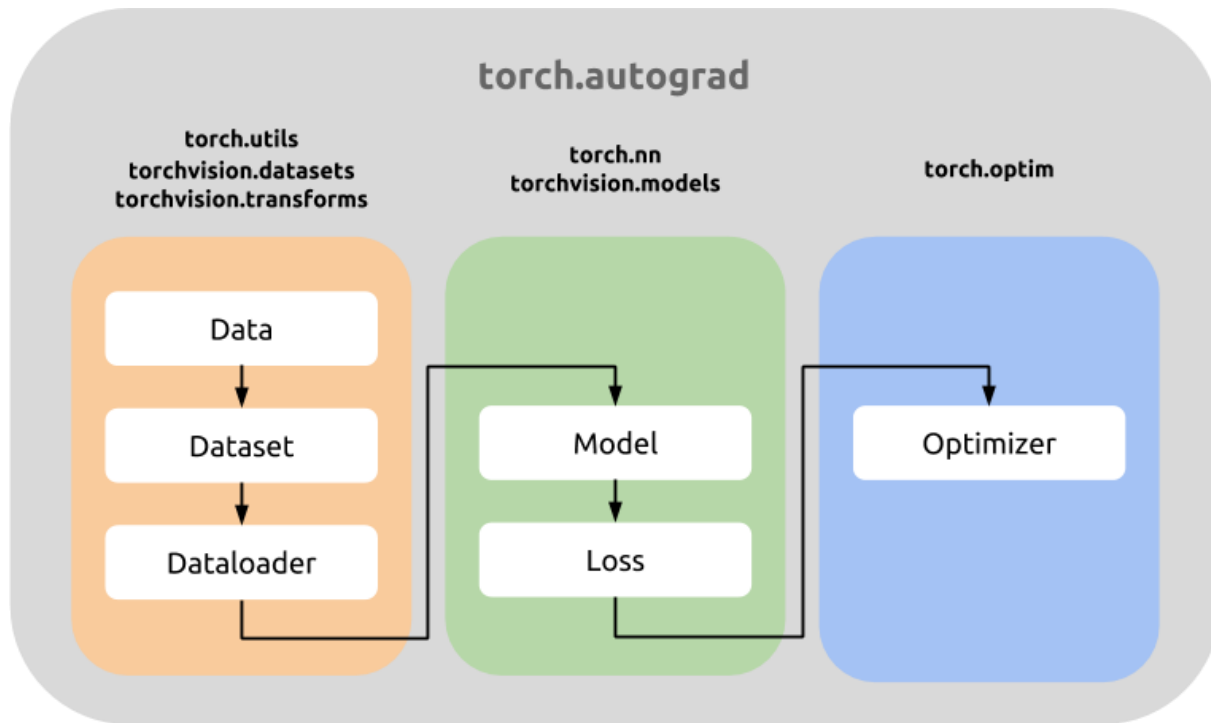 torch.autograd
torch.utils
torchvision.datasets
torchvision.transforms
torch.nn
torchvision.models
torch.optim
Data
Dataset
Dataloader
Model
Loss
Optimizer